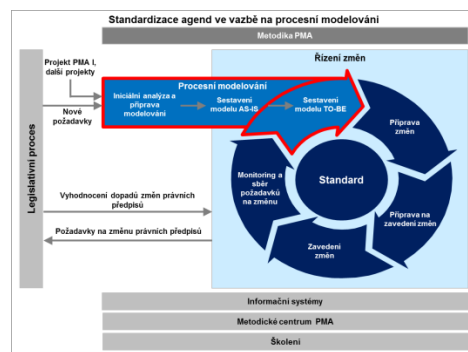 Standardizace agend ve vazbě na procesní modelování
Metodika PMA
Projekt PMA I,
další projekty
Nové
požadavky
Legislativní proces
Řízení změn
Procesní modelování
Iniciální analýza a
příprava
modelování
Sestavení
modelu AS-IS
Sestavení
modelu TO-BE
Příprava
změn
Monitoring a
sběr
požadavků
na změnu
Standard
Příprava na
zavedení změn
Zavedení
změn
Vyhodnocení dopadů změn právních
předpisů
Požadavky na změnu právních předpisů
Informační systémy
Metodické centrum PMA
Školení